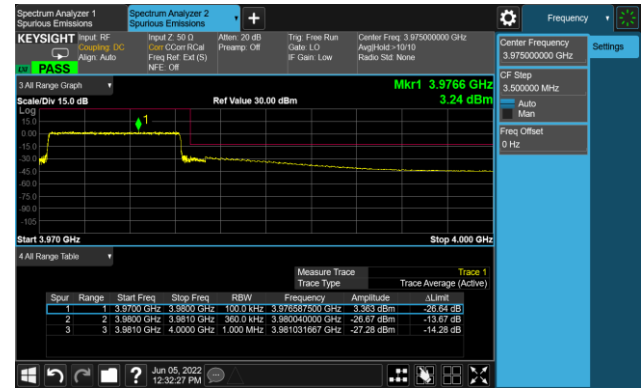 Spectrum Analyzer 1
Spurious Emissions
Spectrum Analyzer 2
Spurious Emissions
Frequency
KEYSIGHT
Input: RF
Coupling: DC
Align: Auto
Input Z: 50 Ω
Corr CCorr RCal
Freq Ref: Ext (S)
NFE: Off
Atten: 20 dB
Preamp: Off
Trig: Free Run
Gate: LO
IF Gain: Low
Center Freq: 3.975000000 GHz
Avg|Hold:>10/10
Radio Std: None
PASS
Center Frequency
3.975000000 GHz
Settings
CF Step
3.500000 MHz
Auto
Man
Freq Offset
0 Hz
3 All Range Graph
Mkr1 3.9766 GHz
3.24 dBm
Scale/Div 15.0 dB
Ref Value 30.00 dBm
Log
15.0
0.00
-15.0
-30.0
-45.0
-60.0
-75.0
-90.0
-105
1
Start 3.970 GHz
Stop 4.000 GHz
4 All Range Table
Measure Trace Trace 1
Trace Type Trace Average (Active)
Spur Range Start Freq Stop Freq RBW Frequency Amplitude ΔLimit
1 1 3.9700 GHz 3.9800 GHz 100.0 kHz 3.976587500 GHz 3.363 dBm -26.64 dB
2 2 3.9800 GHz 3.9810 GHz 360.0 kHz 3.980040000 GHz -26.67 dBm -13.67 dB
3 3 3.9810 GHz 4.0000 GHz 1.000 MHz 3.981031667 GHz -27.28 dBm -14.28 dB
?
Jun 05, 2022
12:32:27 PM